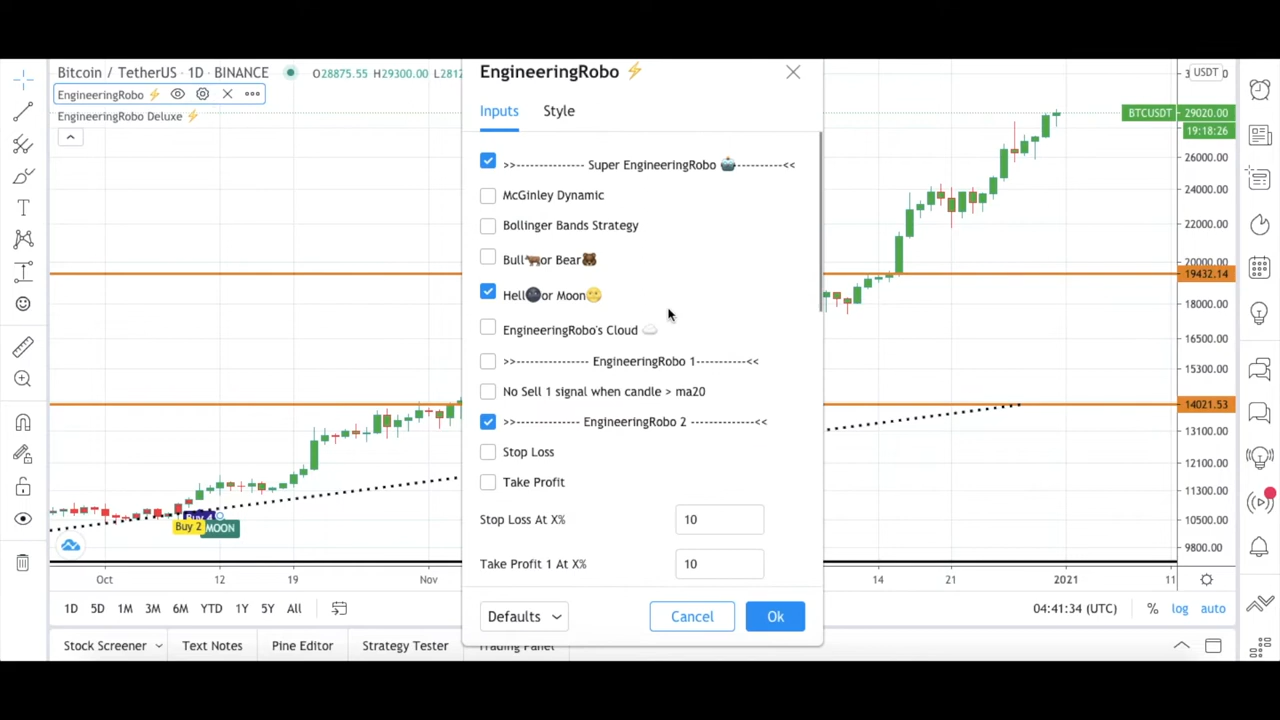 Bitcoin / TetherUS · 1D · BINANCE
O28875.55 H29300.00 L2812
EngineeringRobo ⚡
EngineeringRobo Deluxe ⚡
EngineeringRobo ⚡
Inputs Style
>>--------------- Super EngineeringRobo 🤖----------<<
McGinley Dynamic
Bollinger Bands Strategy
Bull🐂or Bear🐻
Hell🌚or Moon🌝
EngineeringRobo's Cloud ☁️
>>---------------- EngineeringRobo 1----------<<
No Sell 1 signal when candle > ma20
>>--------------- EngineeringRobo 2 --------------<<
Stop Loss
Take Profit
Stop Loss At X% 10
Take Profit 1 At X% 10
Defaults Cancel Ok
Buy 2 MOON
USDT
BTCUSDT 29020.00
19:18:26
26000.00
24000.00
22000.00
20000.00
19432.14
18000.00
16500.00
15300.00
14021.53
13100.00
12100.00
11300.00
10500.00
9800.00
Oct 12 19 Nov 14 21 2021 11
1D 5D 1M 3M 6M YTD 1Y 5Y All
04:41:34 (UTC) % log auto
Stock Screener Text Notes Pine Editor Strategy Tester Trading Panel